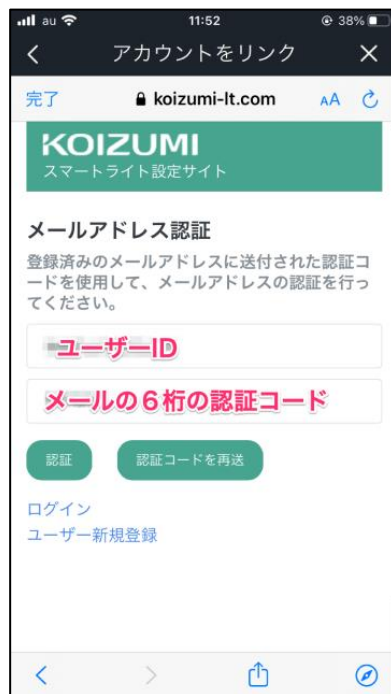 au 11:52 38%
アカウントをリンク
完了 koizumi-lt.com AA
KOIZUMI
スマートライト設定サイト
メールアドレス認証
登録済みのメールアドレスに送付された認証コ
ードを使用して、メールアドレスの認証を行っ
てください。
ユーザーID
メールの6桁の認証コード
認証 認証コードを再送
ログイン
ユーザー新規登録